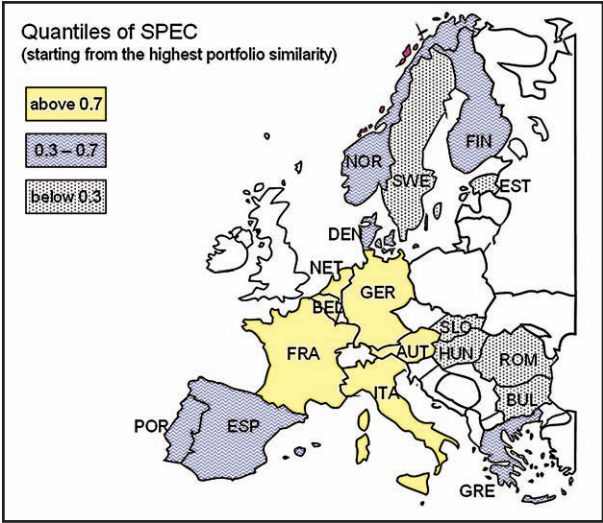 Quantiles of SPEC
(starting from the highest portfolio similarity)
above 0.7
0.3 – 0.7
below 0.3
NOR
FIN
SWE
EST
DEN
NET
GER
BEL
SLO
FRA
AUT
HUN
ROM
ITA
BUL
POR
ESP
GRE